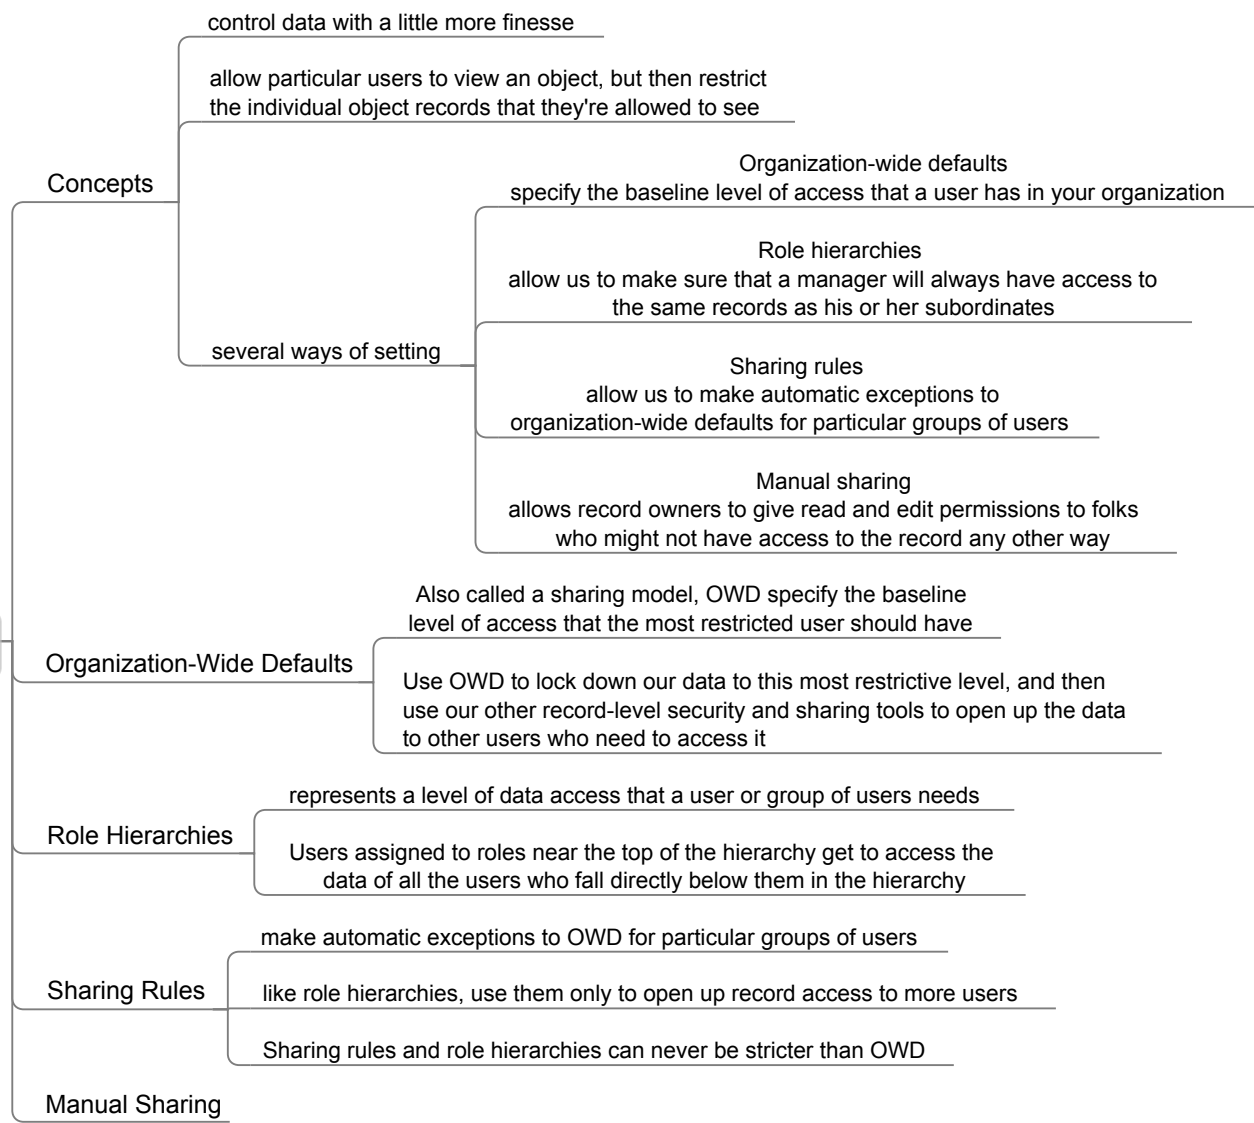 control data with a little more finesse
allow particular users to view an object, but then restrict
the individual object records that they're allowed to see
Concepts
Organization-wide defaults
specify the baseline level of access that a user has in your organization
Role hierarchies
allow us to make sure that a manager will always have access to
the same records as his or her subordinates
several ways of setting
Sharing rules
allow us to make automatic exceptions to
organization-wide defaults for particular groups of users
Manual sharing
allows record owners to give read and edit permissions to folks
who might not have access to the record any other way
Also called a sharing model, OWD specify the baseline
level of access that the most restricted user should have
Organization-Wide Defaults
Use OWD to lock down our data to this most restrictive level, and then
use our other record-level security and sharing tools to open up the data
to other users who need to access it
represents a level of data access that a user or group of users needs
Role Hierarchies
Users assigned to roles near the top of the hierarchy get to access the
data of all the users who fall directly below them in the hierarchy
make automatic exceptions to OWD for particular groups of users
Sharing Rules
like role hierarchies, use them only to open up record access to more users
Sharing rules and role hierarchies can never be stricter than OWD
Manual Sharing